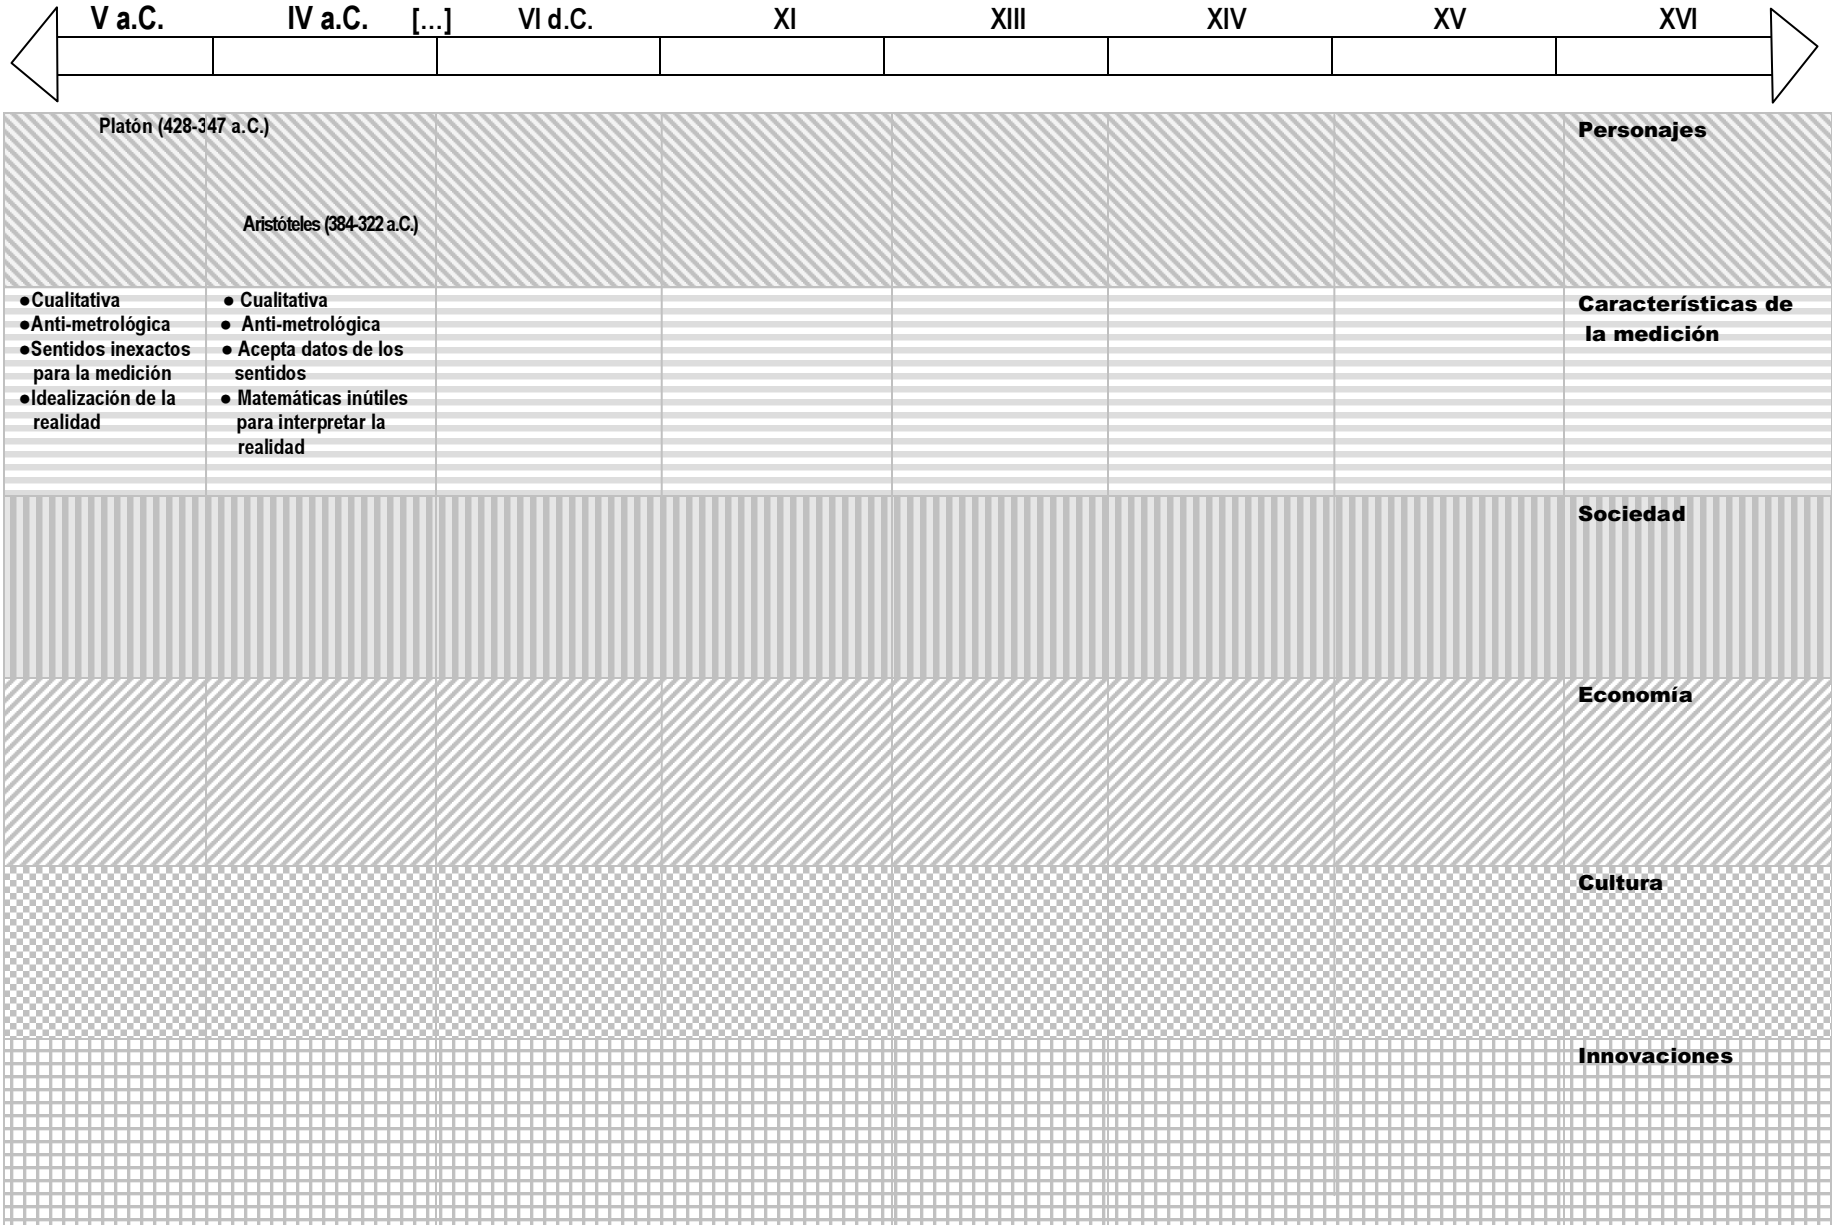 V a.C. IV a.C. [...] VI d.C. XI XIII XIV XV XVI
Platón (428-347 a.C.)
Personajes
Aristóteles (384-322 a.C.)
●Cualitativa
●Anti-metrológica
●Sentidos inexactos
para la medición
●Idealización de la
realidad
● Cualitativa
● Anti-metrológica
● Acepta datos de los
sentidos
● Matemáticas inútiles
para interpretar la
realidad
Características de
la medición
Sociedad
Economía
Cultura
Innovaciones